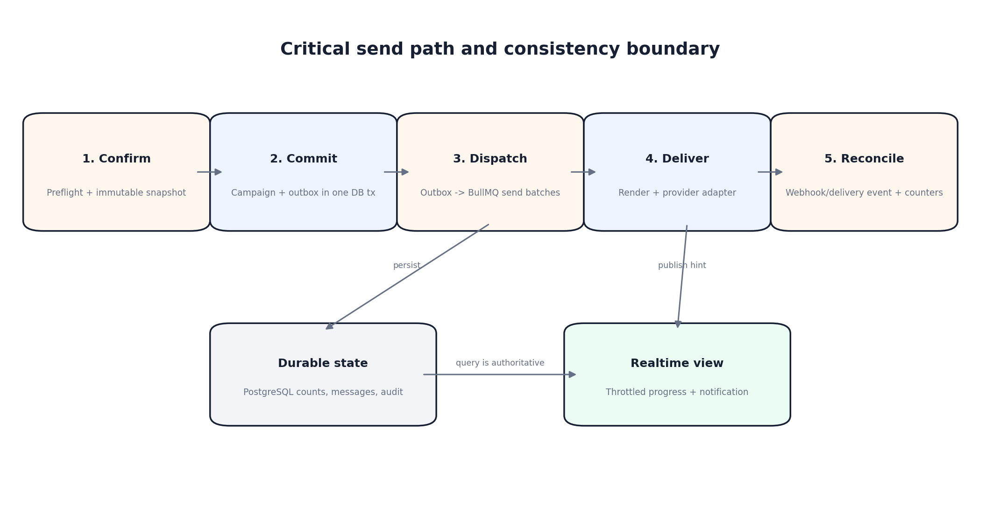 Critical send path and consistency boundary
1. Confirm
Preflight + immutable snapshot
2. Commit
Campaign + outbox in one DB tx
3. Dispatch
Outbox -> BullMQ send batches
4. Deliver
Render + provider adapter
5. Reconcile
Webhook/delivery event + counters
persist
publish hint
Durable state
PostgreSQL counts, messages, audit
query is authoritative
Realtime view
Throttled progress + notification